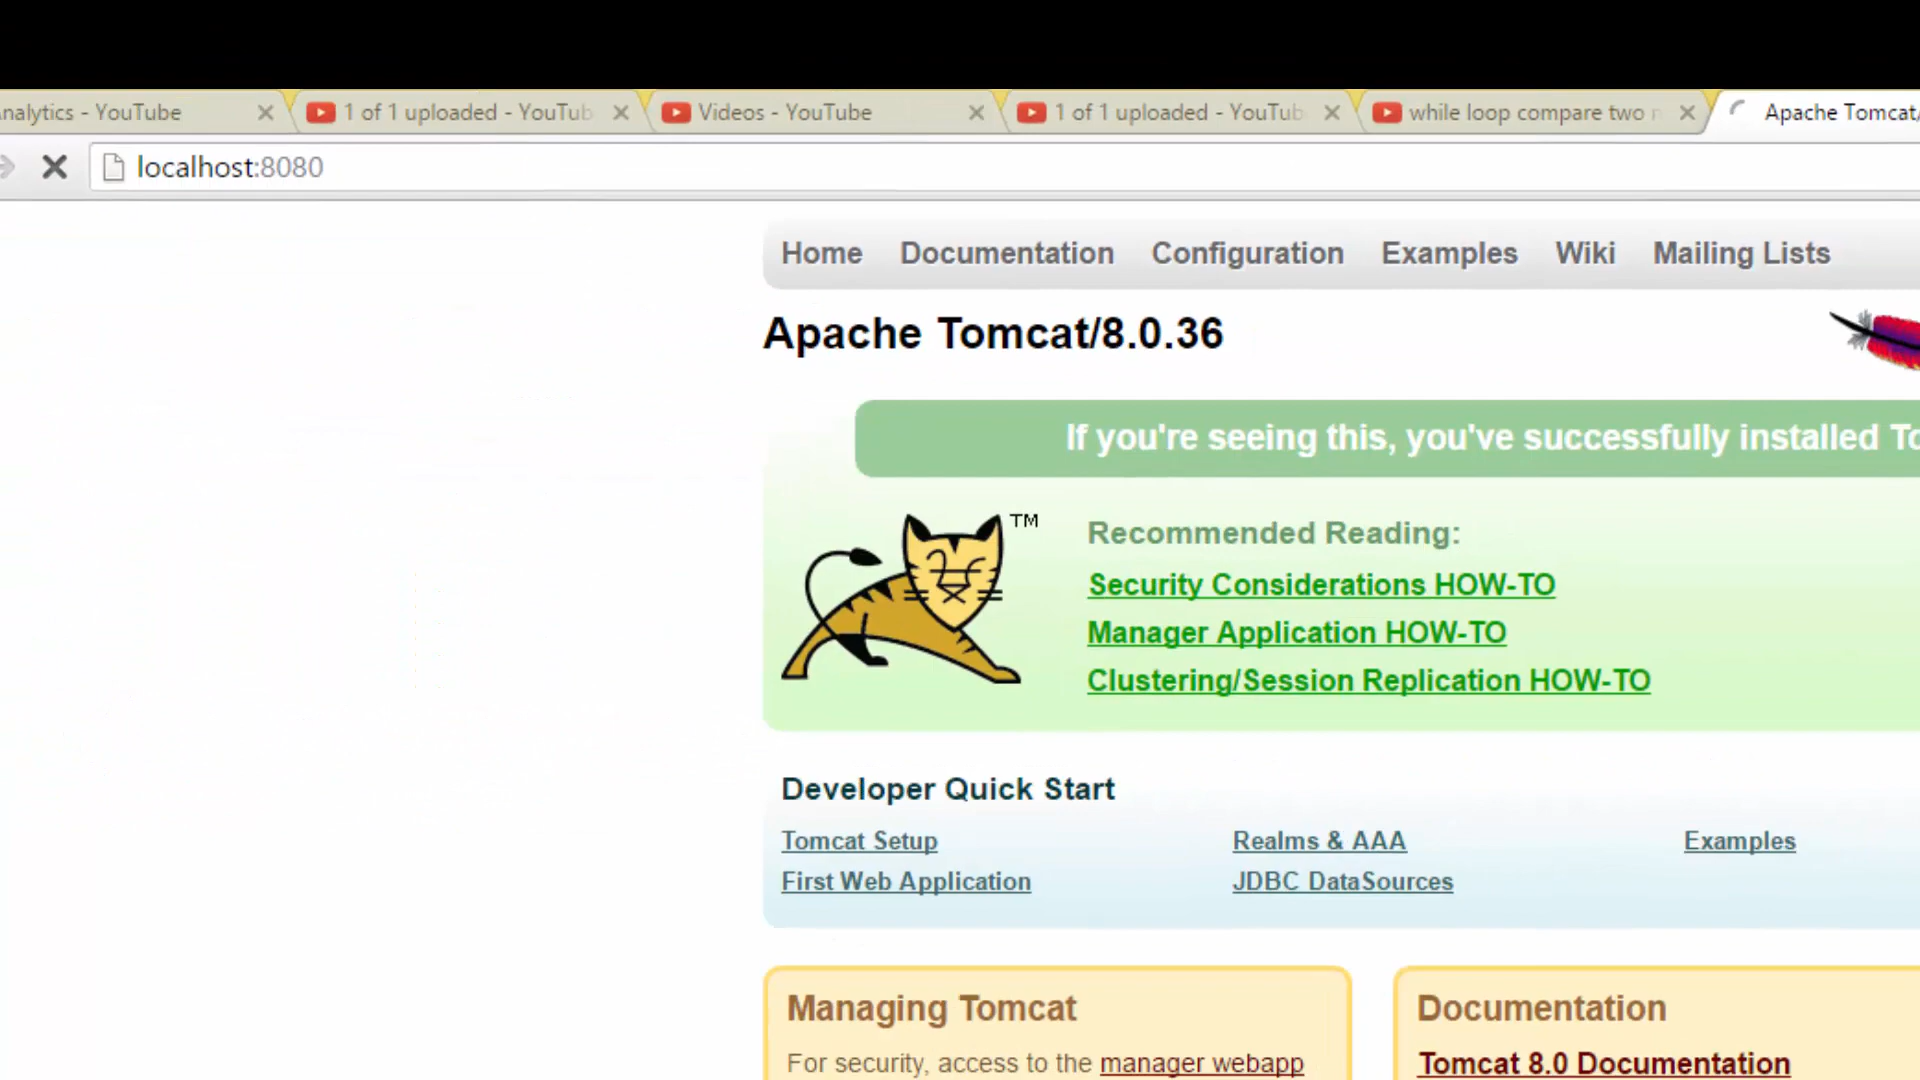 nalytics - YouTube
1 of 1 uploaded - YouTub
Videos - YouTube
1 of 1 uploaded - YouTub
while loop compare two n
Apache Tomcat/
localhost:8080
Home Documentation Configuration Examples Wiki Mailing Lists
Apache Tomcat/8.0.36
If you're seeing this, you've successfully installed To
TM
Recommended Reading:
Security Considerations HOW-TO
Manager Application HOW-TO
Clustering/Session Replication HOW-TO
Developer Quick Start
Tomcat Setup
First Web Application
Realms & AAA
JDBC DataSources
Examples
Managing Tomcat
For security, access to the manager webapp
Documentation
Tomcat 8.0 Documentation